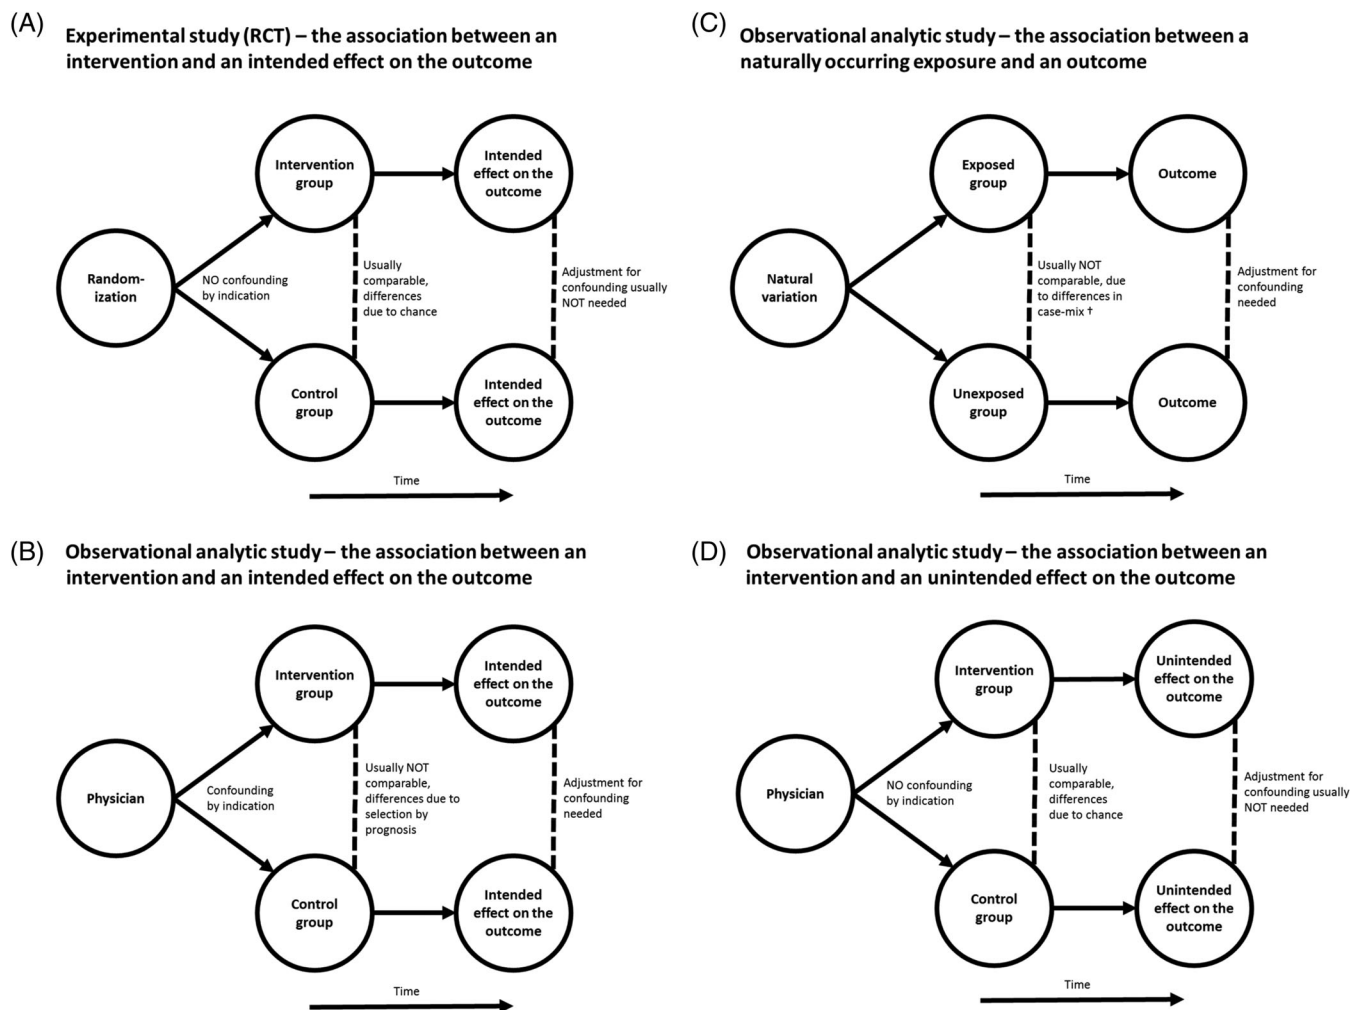 (A)
Experimental study (RCT) – the association between an
intervention and an intended effect on the outcome
Random-
ization
NO confounding
by indication
Intervention
group
Usually
comparable,
differences
due to chance
Control
group
Intended
effect on the
outcome
Adjustment for
confounding usually
NOT needed
Intended
effect on the
outcome
Time
(B)
Observational analytic study – the association between an
intervention and an intended effect on the outcome
Physician
Confounding
by indication
Intervention
group
Usually NOT
comparable,
differences due to
selection by
prognosis
Control
group
Intended
effect on the
outcome
Adjustment for
confounding
needed
Intended
effect on the
outcome
Time
(C)
Observational analytic study – the association between a
naturally occurring exposure and an outcome
Natural
variation
Exposed
group
Usually NOT
comparable, due
to differences in
case-mix †
Unexposed
group
Outcome
Adjustment for
confounding
needed
Outcome
Time
(D)
Observational analytic study – the association between an
intervention and an unintended effect on the outcome
Physician
NO confounding
by indication
Intervention
group
Usually
comparable,
differences
due to chance
Control
group
Unintended
effect on the
outcome
Adjustment for
confounding usually
NOT needed
Unintended
effect on the
outcome
Time